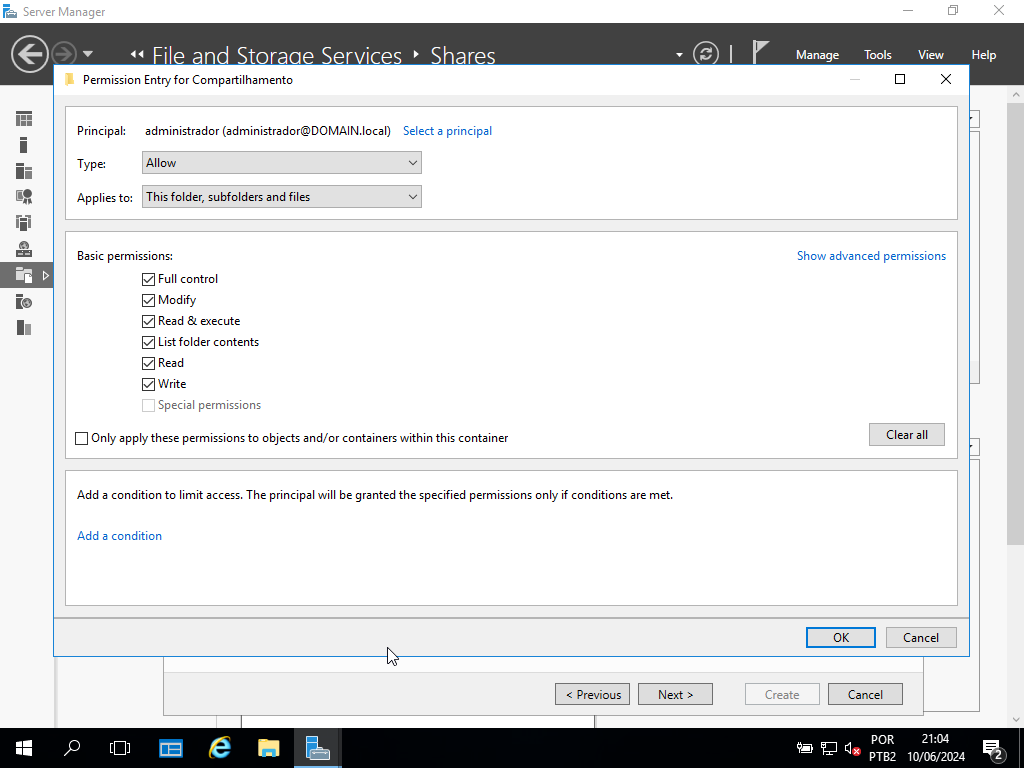 Server Manager
File and Storage Services Shares
Manage Tools View Help
Permission Entry for Compartilhamento
Principal: administrador (administrador@DOMAIN.local) Select a principal
Type: Allow
Applies to: This folder, subfolders and files
Basic permissions: Show advanced permissions
Full control
Modify
Read & execute
List folder contents
Read
Write
Special permissions
Only apply these permissions to objects and/or containers within this container
Clear all
Add a condition to limit access. The principal will be granted the specified permissions only if conditions are met.
Add a condition
OK Cancel
< Previous Next > Create Cancel
POR 21:04
PTB2 10/06/2024 2